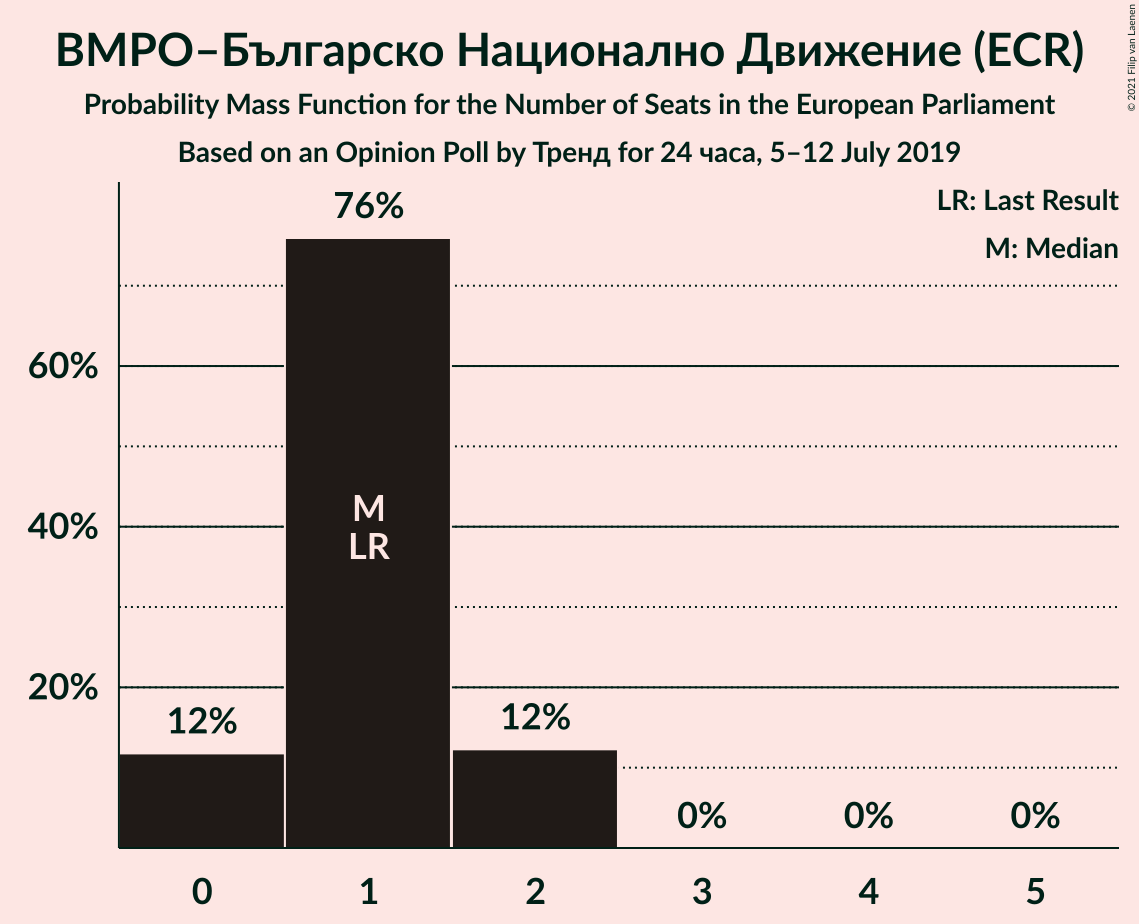 ВМРО–Българско Национално Движение (ECR)
Probability Mass Function for the Number of Seats in the European Parliament
Based on an Opinion Poll by Тренд for 24 часа, 5–12 July 2019
© 2021 Filip van Laenen
LR: Last Result
M: Median
76%
60%
M
40%
LR
20%
12%
12%
0%
0%
0%
0
1
2
3
4
5